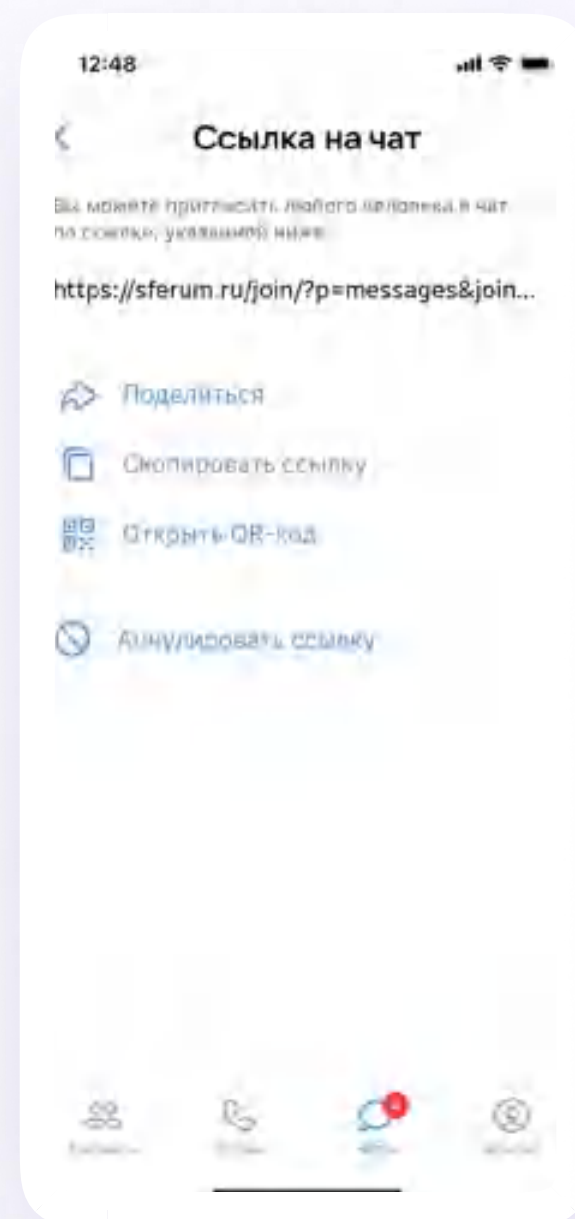 12:48
Ссылка на чат
Вы можете пригласить любого человека в чат
по ссылке, указанной ниже
https://sferum.ru/join/?p=messages&join...
Поделиться
Скопировать ссылку
Открыть QR-код
Аннулировать ссылку